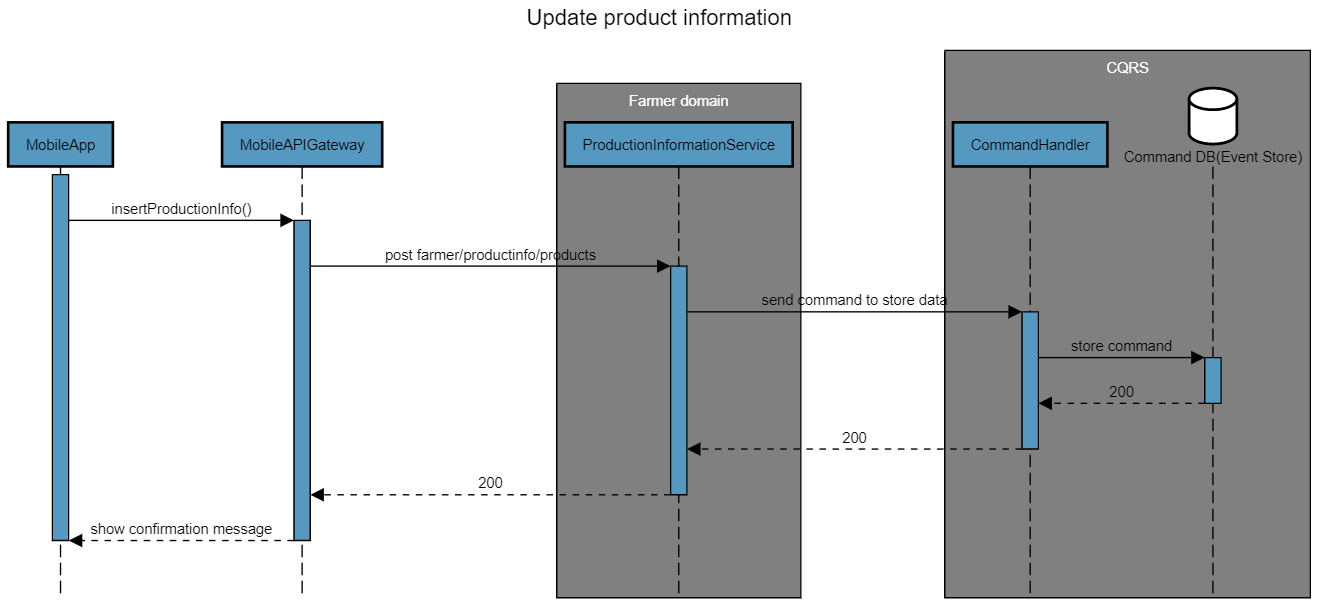 Update product information
CQRS
Farmer domain
MobileApp
MobileAPIGateway
ProductionInformationService
CommandHandler
Command DB(Event Store)
insertProductionInfo()
post farmer/productinfo/products
send command to store data
store command
200
200
200
show confirmation message